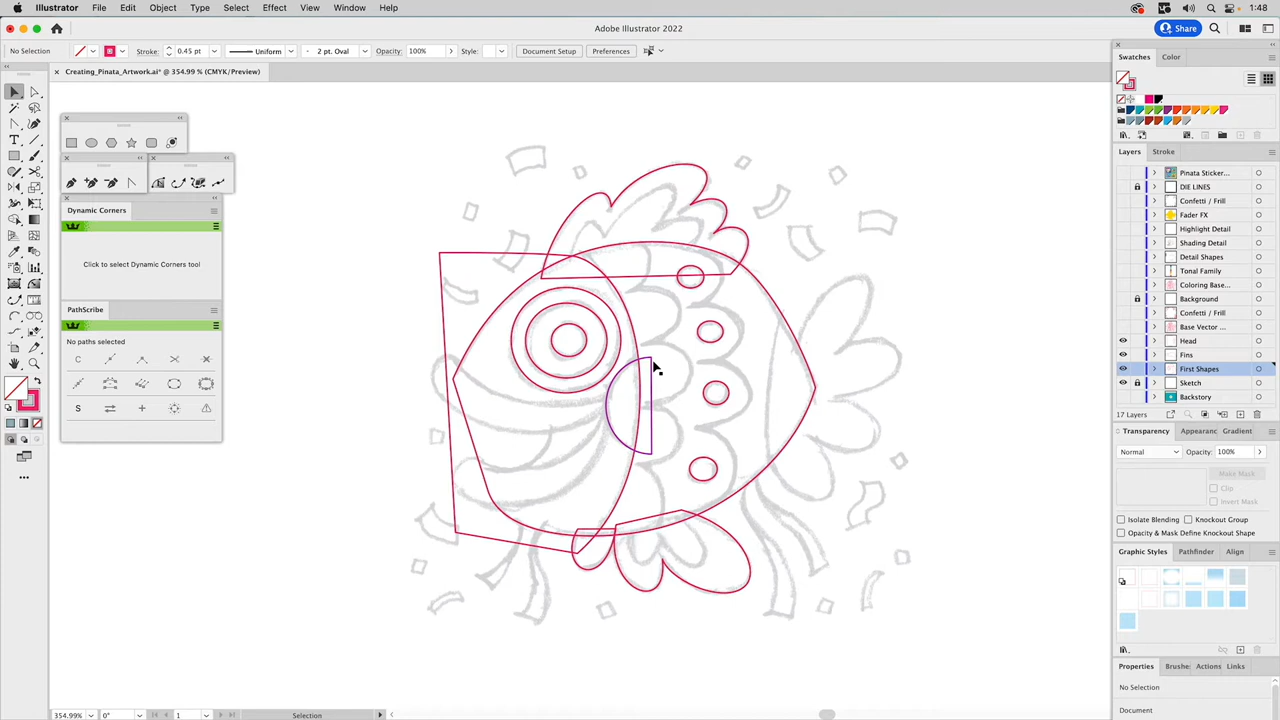 Illustrator File Edit Object Type Select Effect View Window Help 1:48
Adobe Illustrator 2022
Share
No Selection Stroke: 0.45 pt Uniform 2 pt. Oval Opacity: 100% Style: Document Setup Preferences
Creating_Pinata_Artwork.ai* @ 354.99 % (CMYK/Preview)
Dynamic Corners
Click to select Dynamic Corners tool
PathScribe
No paths selected
C
S
Swatches Color
Layers Stroke
Pinata Sticker...
DIE LINES
Confetti / Frill
Fader FX
Highlight Detail
Shading Detail
Detail Shapes
Tonal Family
Coloring Base...
Background
Confetti / Frill
Base Vector ...
Head
Fins
First Shapes
Sketch
Backstory
17 Layers
Transparency Appearanc Gradient
Normal Opacity: 100%
Make Mask
Clip
Invert Mask
Isolate Blending Knockout Group
Opacity & Mask Define Knockout Shape
Graphic Styles Pathfinder Align
Properties Brushe: Actions Links
No Selection
Document
354.99% 0° 1 Selection